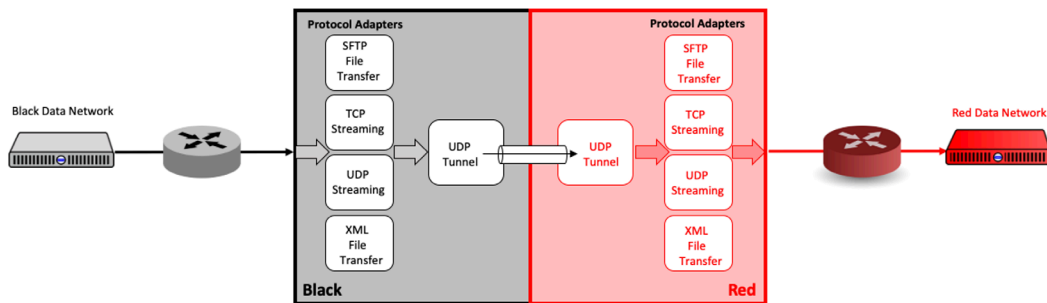 Protocol Adapters
Protocol Adapters
SFTP
File
Transfer
SFTP
File
Transfer
Black Data Network
TCP
Streaming
TCP
Streaming
Red Data Network
UDP
Tunnel
UDP
Tunnel
UDP
Streaming
UDP
Streaming
XML
File
Transfer
XML
File
Transfer
Black
Red